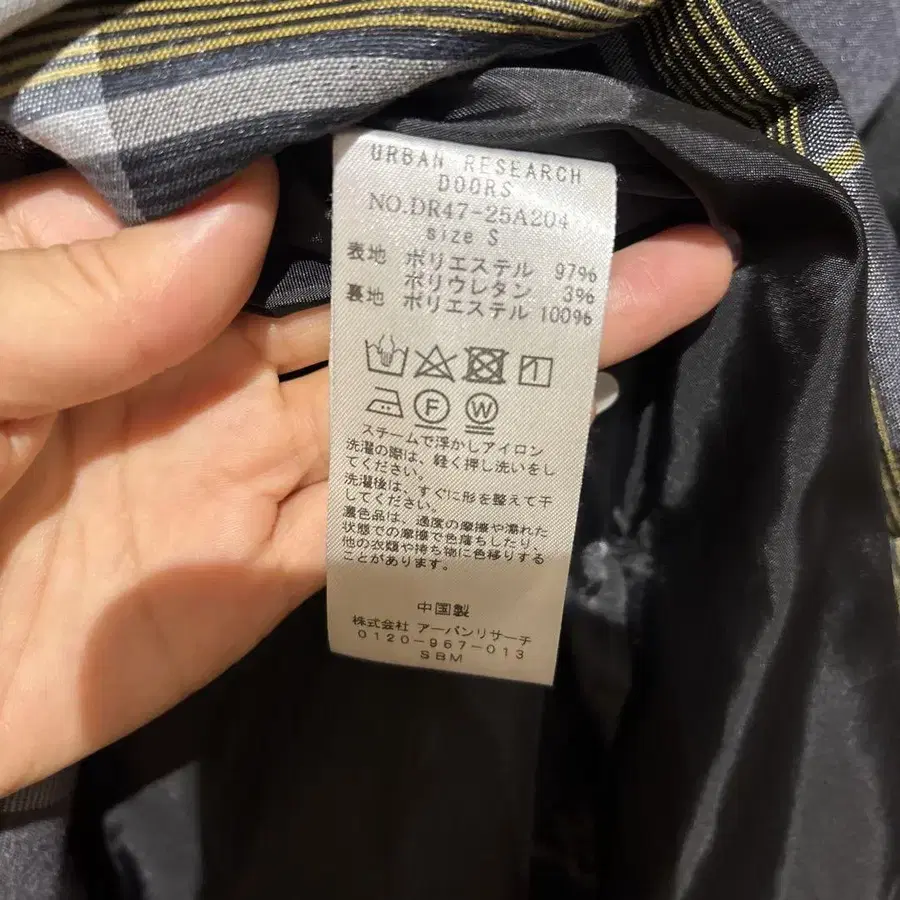 URBAN RESEARCH
DOORS
NO.DR47-25A204
size S
表地 ポリエステル 97%
ポリウレタン 3%
裏地 ポリエステル 100%
F W
スチームで浮かしアイロン
洗濯の際は、軽く押し洗いをし
てください。
洗濯後は、すぐに形を整えて干
してください。
濃色品は、過度の摩擦や濡れた
状態での摩擦で色落ちしたり
他の衣類や持ち物に色移りする
ことがあります。
中国製
株式会社 アーバンリサーチ
0120-967-013
SBM